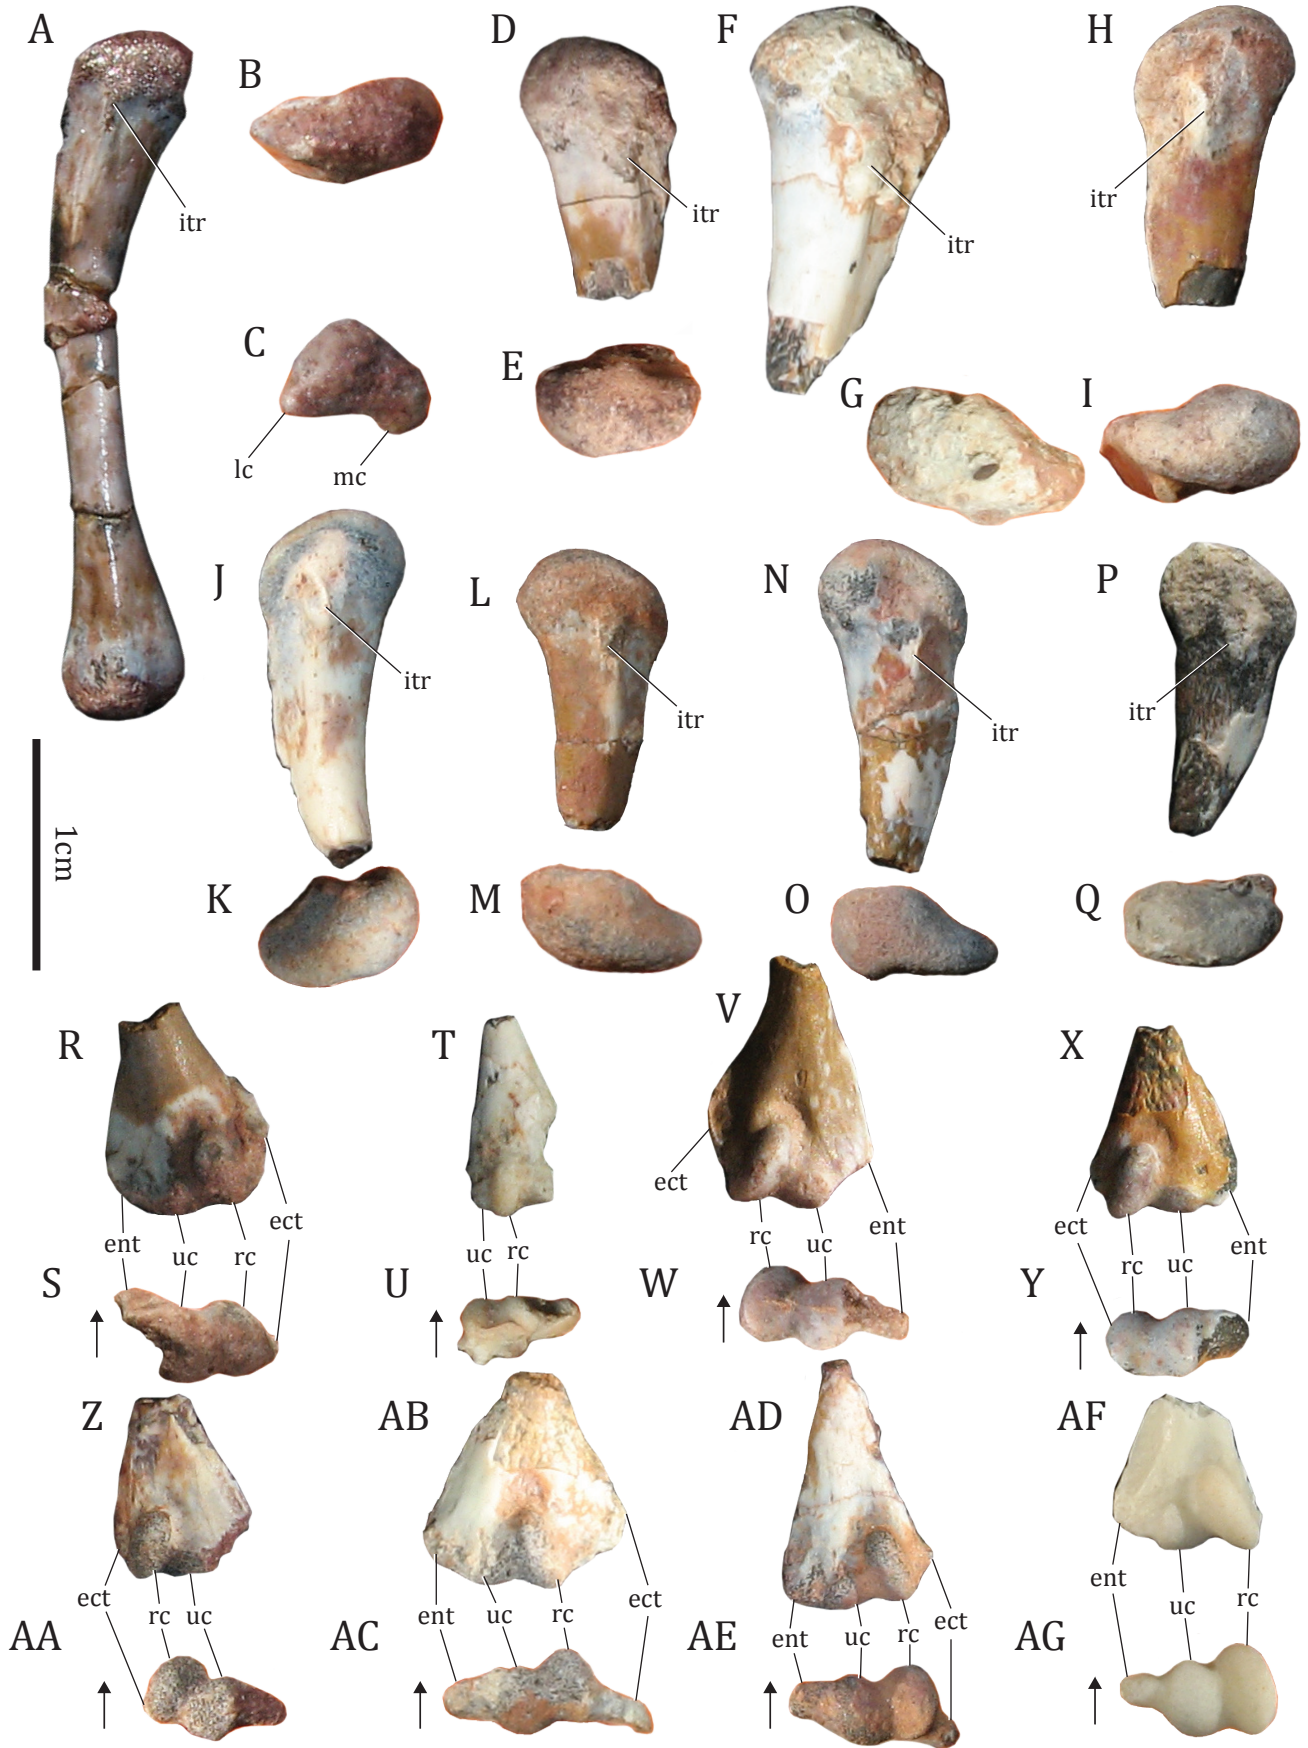 A
B
D
F
H
itr
itr
itr
itr
C
E
G
I
lc
mc
J
L
N
P
itr
itr
itr
itr
1cm
K
M
O
Q
R
T
V
X
ent
uc
rc
ect
uc
rc
ect
rc
uc
ent
ect
rc
uc
ent
S
U
W
Y
Z
AB
AD
AF
ect
rc
uc
ent
uc
rc
ect
ent
uc
rc
ect
ent
uc
rc
AA
AC
AE
AG